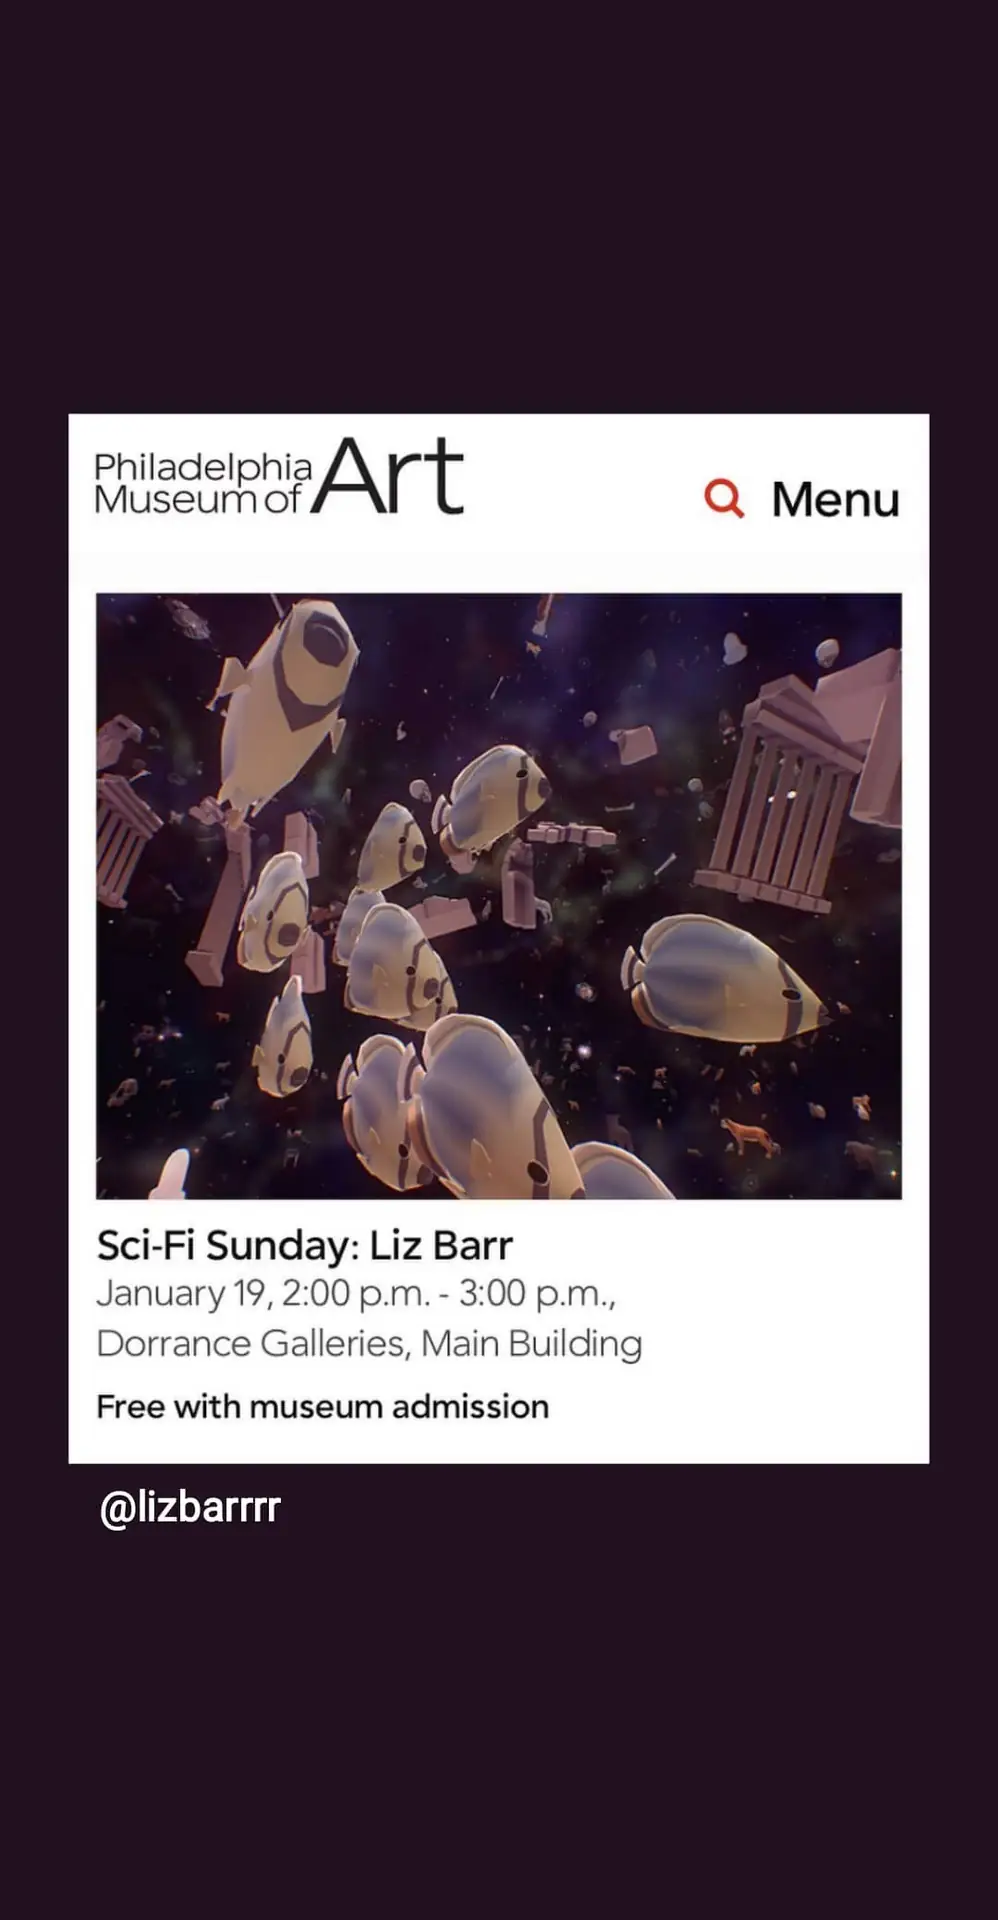 Philadelphia
Museum of Art
Menu
Sci-Fi Sunday: Liz Barr
January 19, 2:00 p.m. - 3:00 p.m.,
Dorrance Galleries, Main Building
Free with museum admission
@lizbarrrr